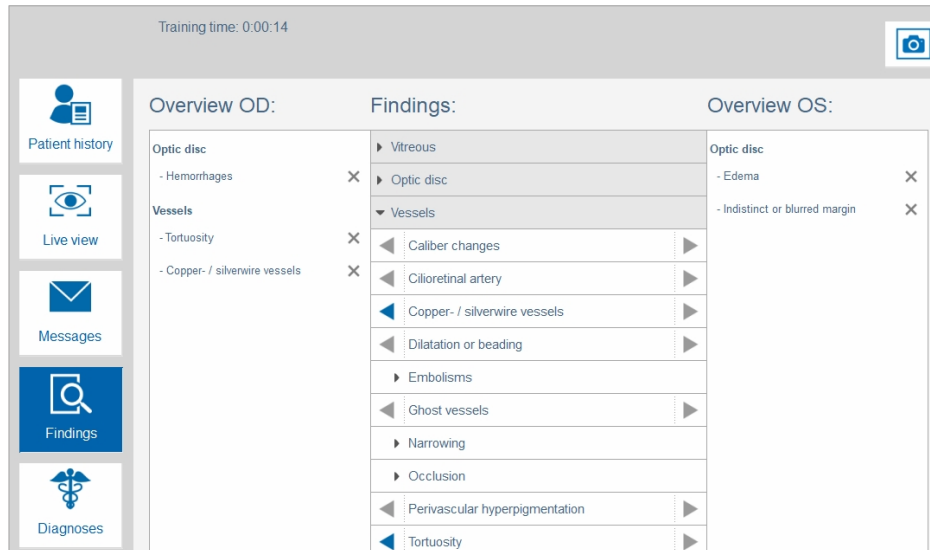 Training time: 0:00:14
Patient history
Live view
Messages
Findings
Diagnoses
Overview OD:
Optic disc
- Hemorrhages
Vessels
- Tortuosity
- Copper- / silverwire vessels
Findings:
Vitreous
Optic disc
Vessels
Caliber changes
Cilioretinal artery
Copper- / silverwire vessels
Dilatation or beading
Embolisms
Ghost vessels
Narrowing
Occlusion
Perivascular hyperpigmentation
Tortuosity
Overview OS:
Optic disc
- Edema
- Indistinct or blurred margin